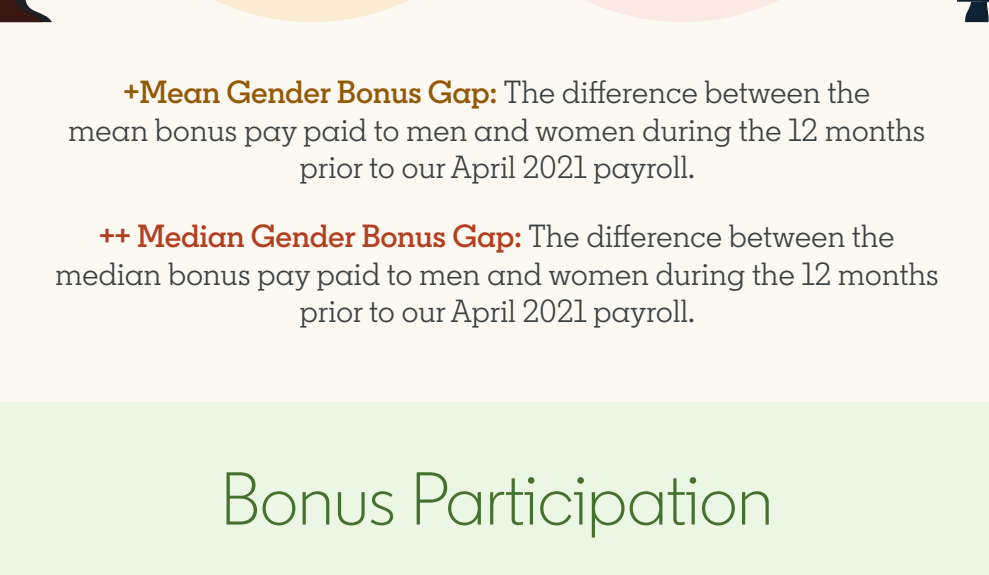 +Mean Gender Bonus Gap: The difference between the
mean bonus pay paid to men and women during the 12 months
prior to our April 2021 payroll.
++ Median Gender Bonus Gap: The difference between the
median bonus pay paid to men and women during the 12 months
prior to our April 2021 payroll.
Bonus Participation